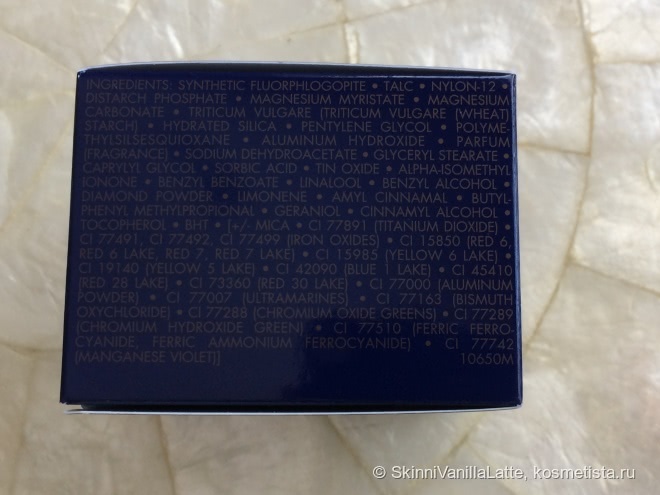 INGREDIENTS: SYNTHETIC FLUORPHLOGOPITE • TALC • NYLON-12 •
DISTARCH PHOSPHATE • MAGNESIUM MYRISTATE • MAGNESIUM
CARBONATE • TRITICUM VULGARE [TRITICUM VULGARE (WHEAT)
STARCH] • HYDRATED SILICA • PENTYLENE GLYCOL • POLYME-
THYLSILSESQUIOXANE • ALUMINUM HYDROXIDE • PARFUM
(FRAGRANCE) • SODIUM DEHYDROACETATE • GLYCERYL STEARATE •
CAPRYLYL GLYCOL • SORBIC ACID • TIN OXIDE • ALPHA-ISOMETHYL
IONONE • BENZYL BENZOATE • LINALOOL • BENZYL ALCOHOL •
DIAMOND POWDER • LIMONENE • AMYL CINNAMAL • BUTYL-
PHENYL METHYLPROPIONAL • GERANIOL • CINNAMYL ALCOHOL •
TOCOPHEROL • BHT • [+/- MICA • CI 77891 (TITANIUM DIOXIDE) •
CI 77491, CI 77492, CI 77499 (IRON OXIDES) • CI 15850 (RED 6,
RED 6 LAKE, RED 7, RED 7 LAKE) • CI 15985 (YELLOW 6 LAKE) •
CI 19140 (YELLOW 5 LAKE) • CI 42090 (BLUE 1 LAKE) • CI 45410
(RED 28 LAKE) • CI 73360 (RED 30 LAKE) • CI 77000 (ALUMINUM
POWDER) • CI 77007 (ULTRAMARINES) • CI 77163 (BISMUTH
OXYCHLORIDE) • CI 77288 (CHROMIUM OXIDE GREENS) • CI 77289
(CHROMIUM HYDROXIDE GREEN) • CI 77510 (FERRIC FERRO-
CYANIDE, FERRIC AMMONIUM FERROCYANIDE) • CI 77742
(MANGANESE VIOLET)] 10650M
© SkinniVanillaLatte, kosmetista.ru